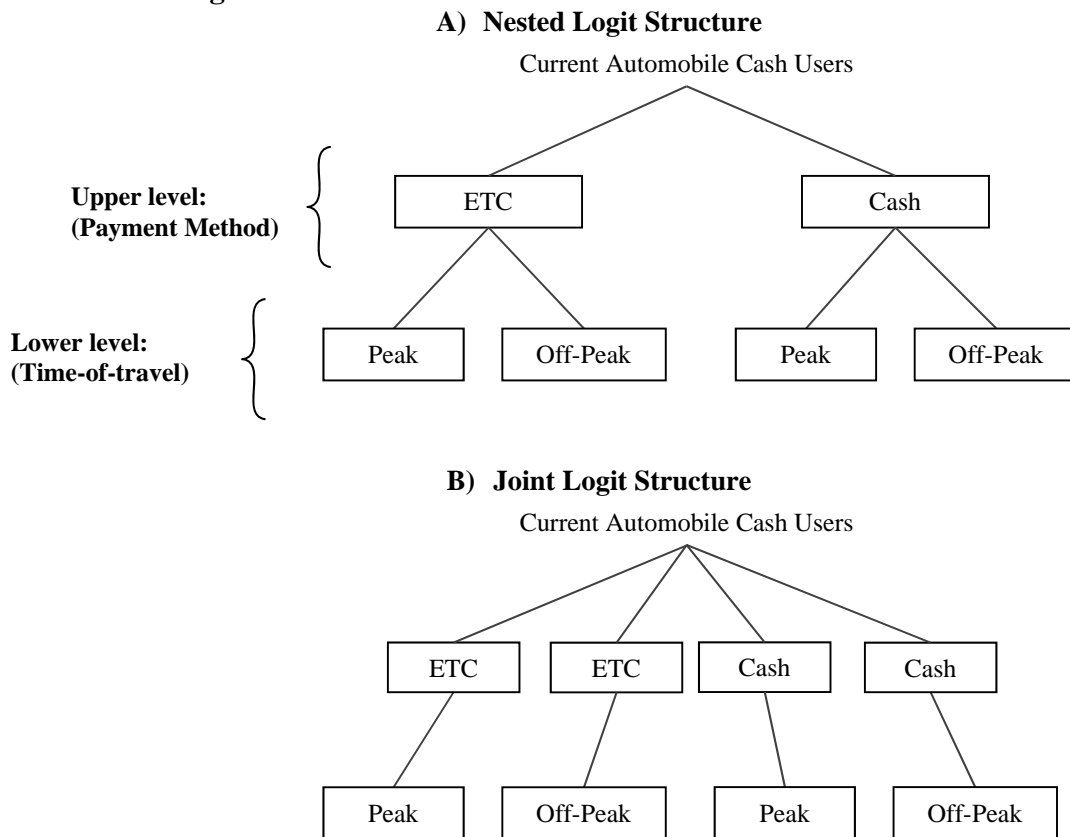 A) Nested Logit Structure
Current Automobile Cash Users
Upper level:
(Payment Method)
ETC
Cash
Lower level:
(Time-of-travel)
Peak
Off-Peak
Peak
Off-Peak
B) Joint Logit Structure
Current Automobile Cash Users
ETC
ETC
Cash
Cash
Peak
Off-Peak
Peak
Off-Peak